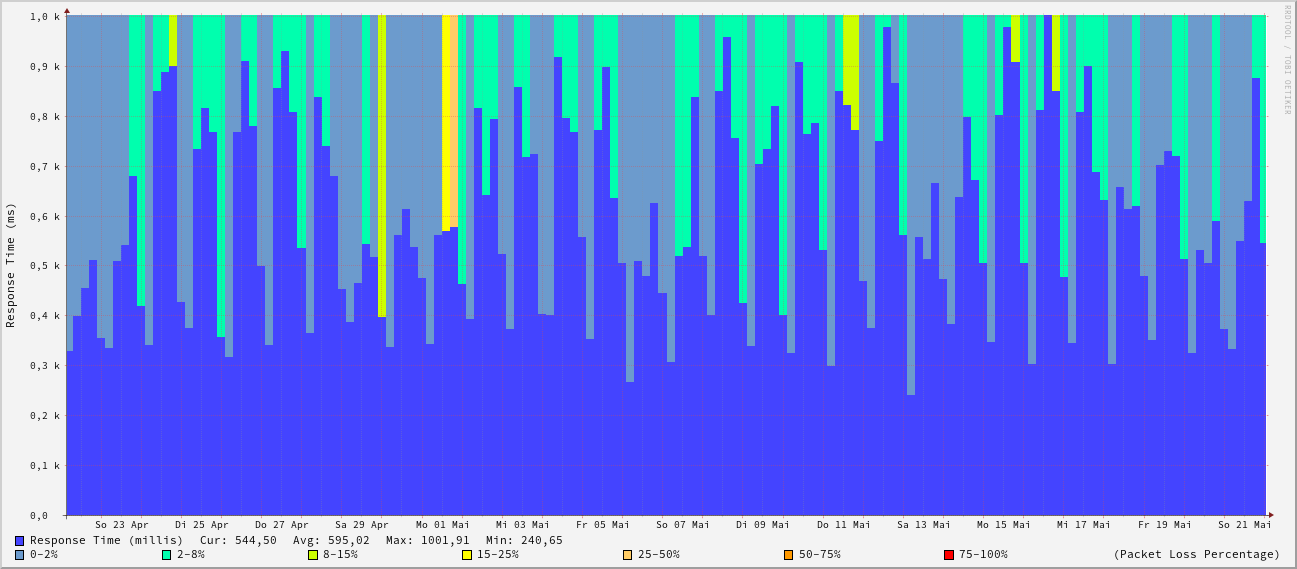 RRDTOOL / TOBI OETIKER
Response Time (ms)
1,0 k
0,9 k
0,8 k
0,7 k
0,6 k
0,5 k
0,4 k
0,3 k
0,2 k
0,1 k
0,0
So 23 Apr Di 25 Apr Do 27 Apr Sa 29 Apr Mo 01 Mai Mi 03 Mai Fr 05 Mai So 07 Mai Di 09 Mai Do 11 Mai Sa 13 Mai Mo 15 Mai Mi 17 Mai Fr 19 Mai So 21 Mai
Response Time (millis) Cur: 544,50 Avg: 595,02 Max: 1001,91 Min: 240,65
0-2% 2-8% 8-15% 15-25% 25-50% 50-75% 75-100% (Packet Loss Percentage)